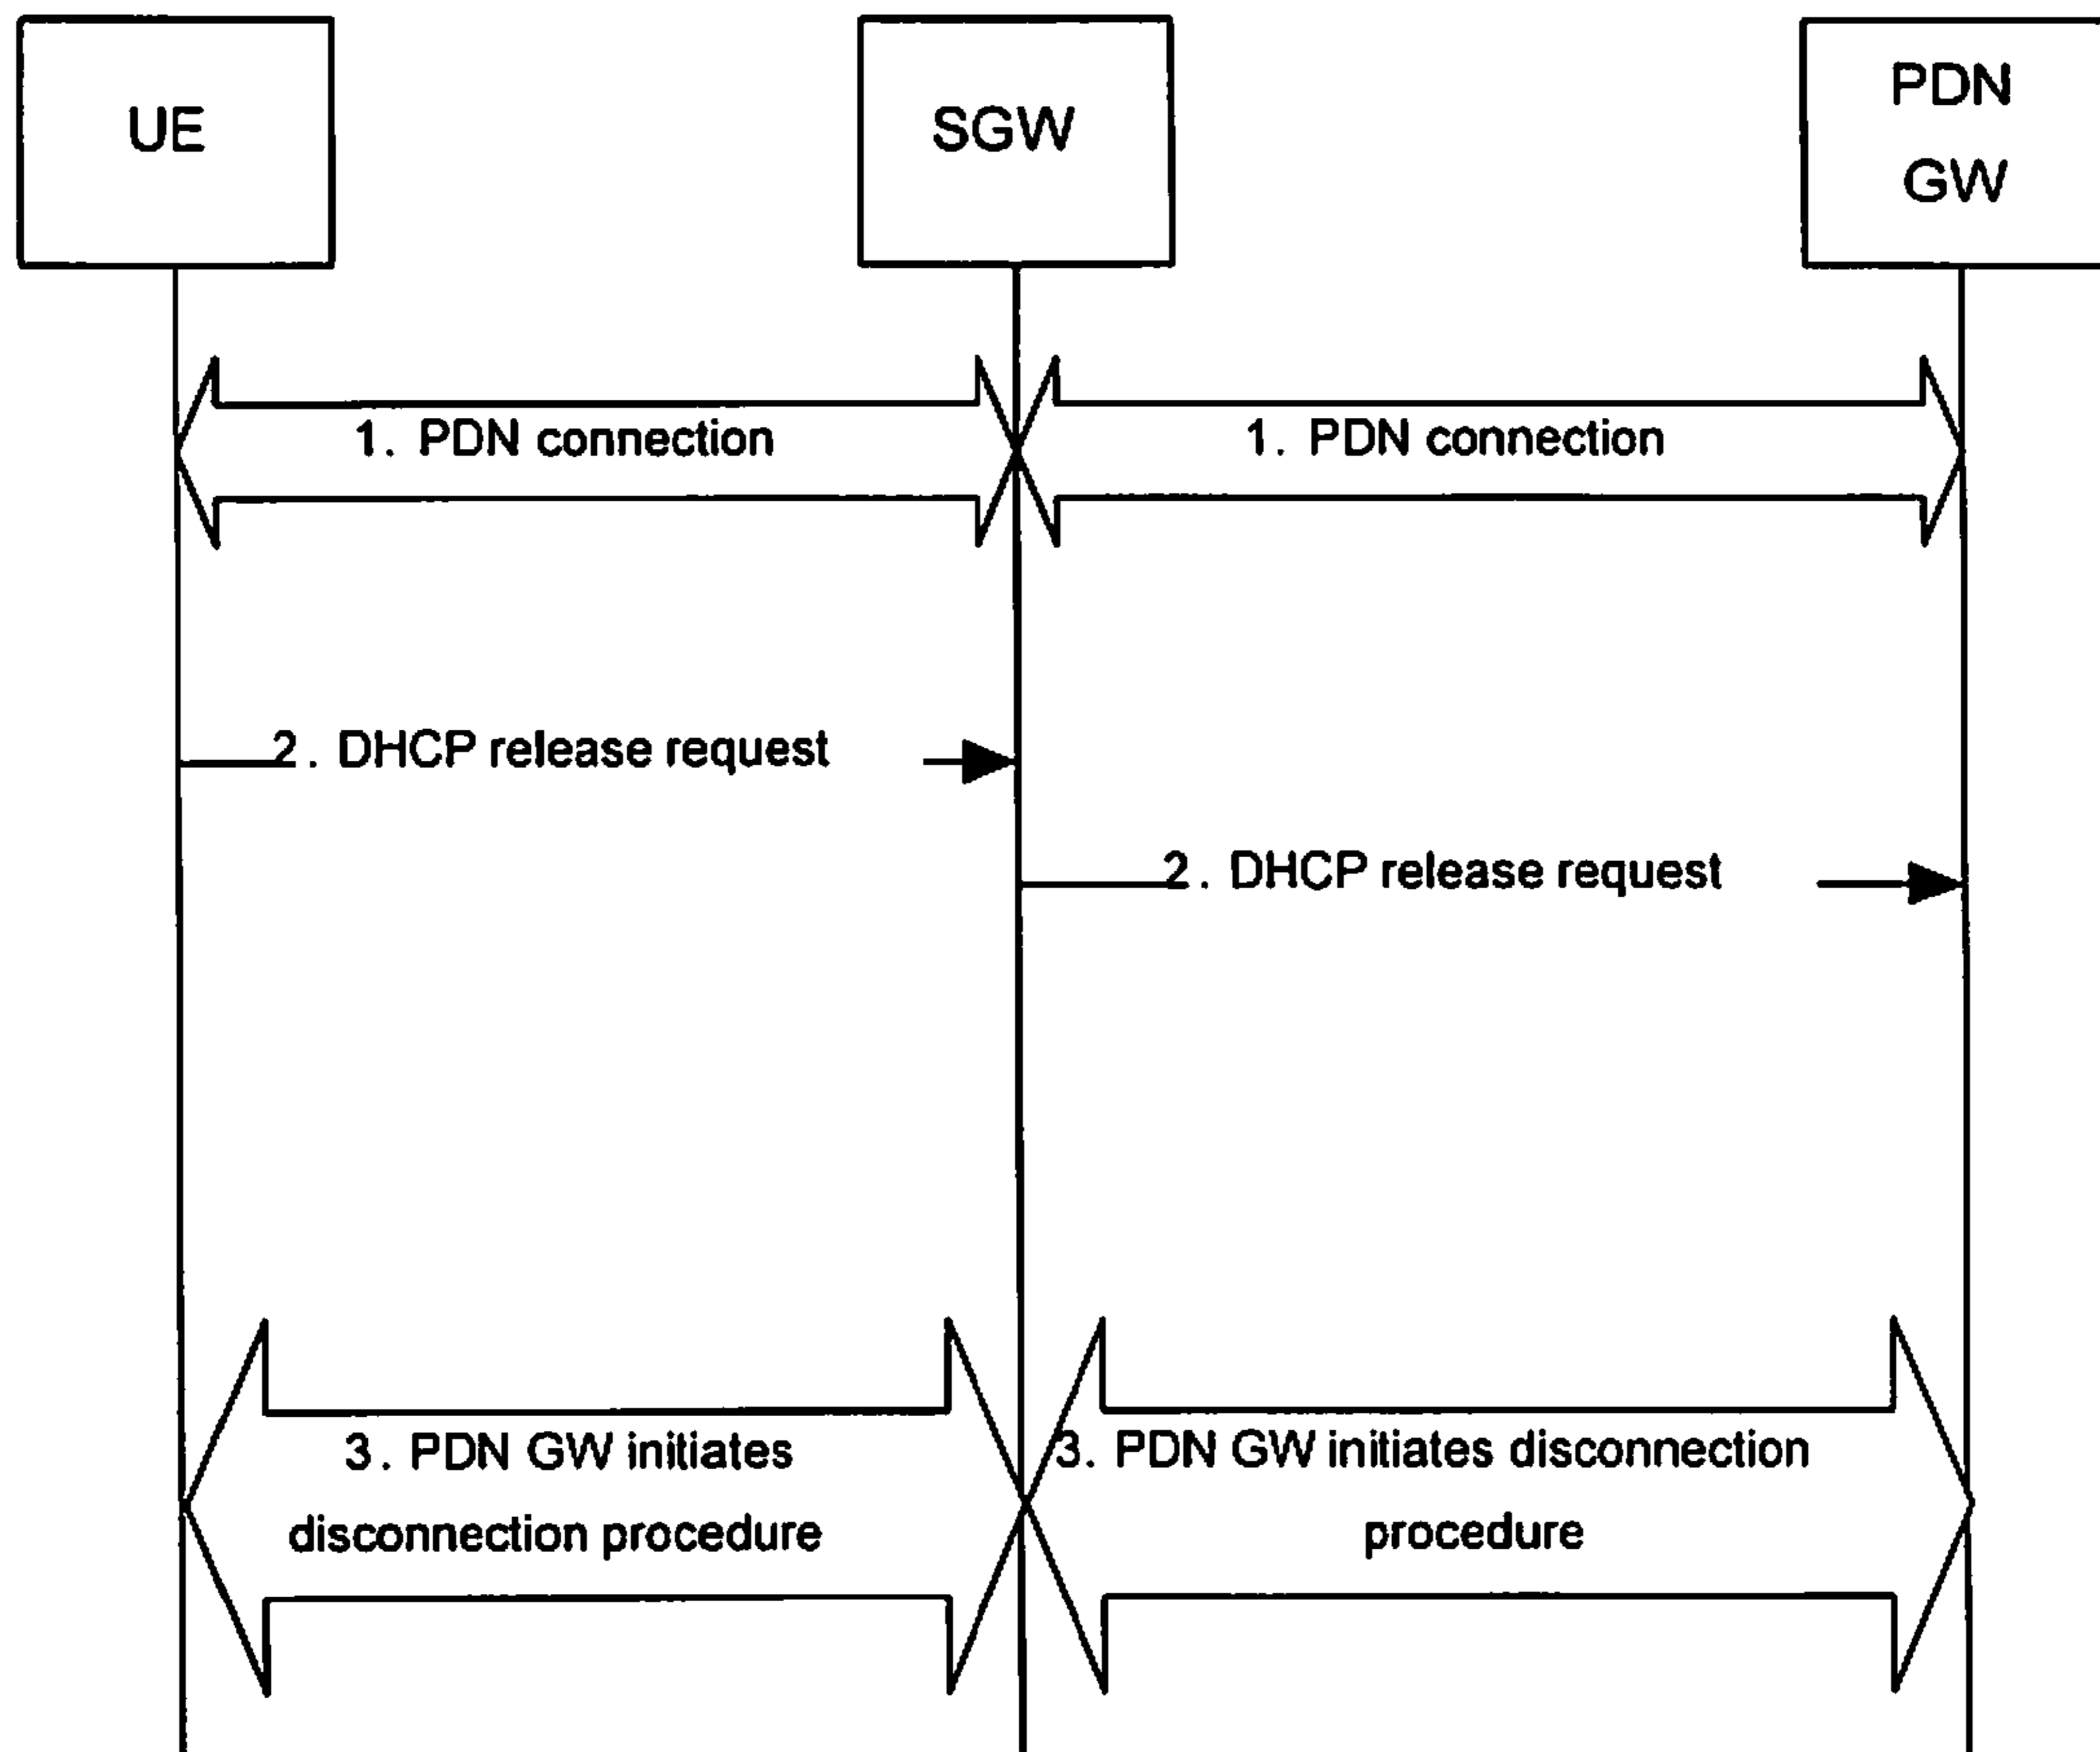 UE
SGW
PDN
GW
1. PDN connection
1. PDN connection
2. DHCP release request
2. DHCP release request
3. PDN GW initiates
disconnection procedure
3. PDN GW initiates disconnection
procedure